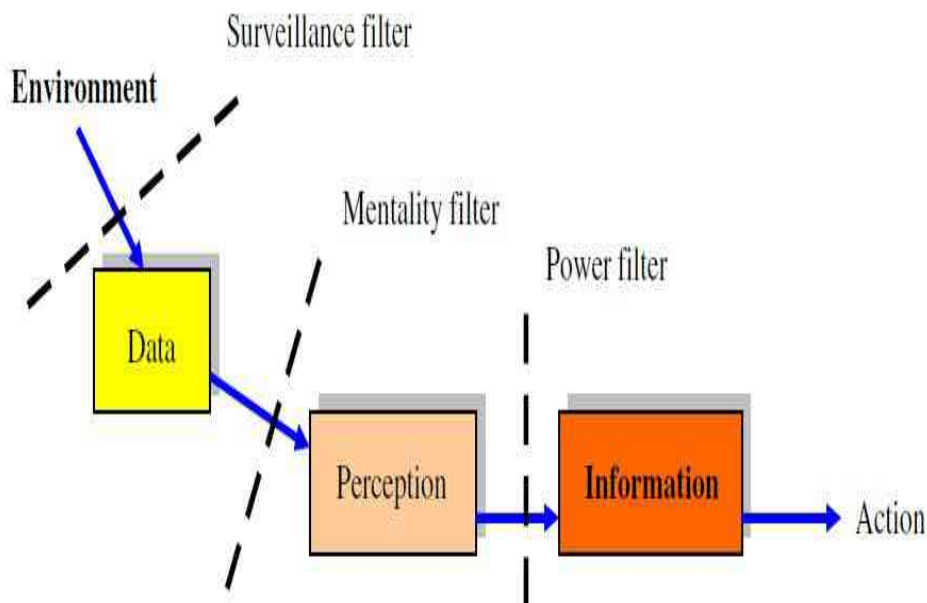 Surveillance filter
Environment
Mentality filter
Power filter
Data
Perception
Information
Action